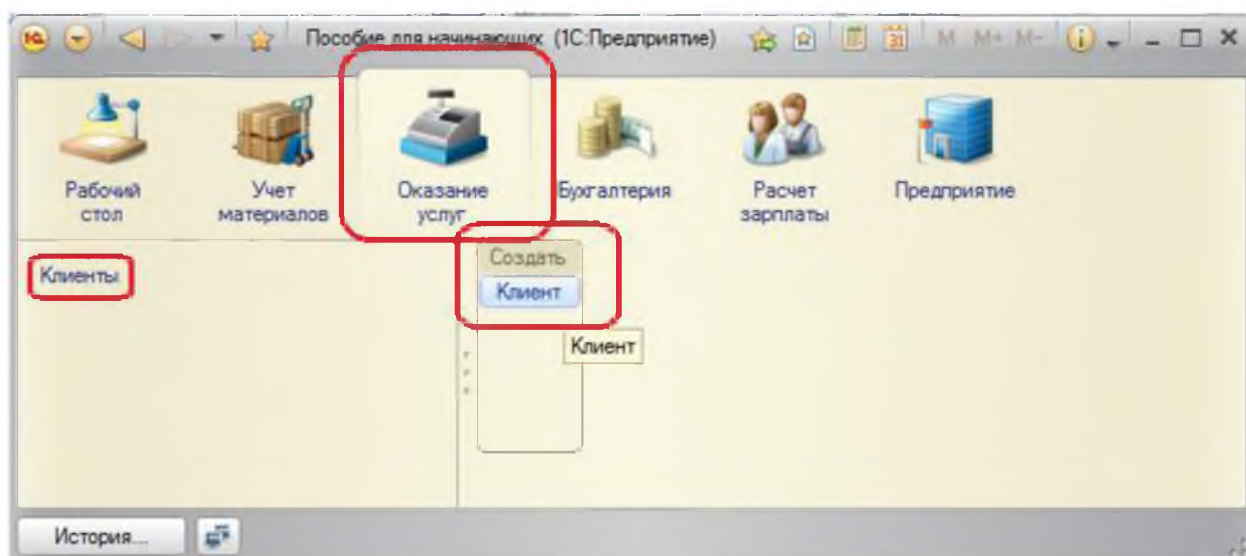 Пособие для начинающих (1С:Предприятие)
31 M M+ M-
Рабочий стол
Учет материалов
Оказание услуг
Бухгалтерия
Расчет зарплаты
Предприятие
Клиенты
Создать
Клиент
Клиент
История...